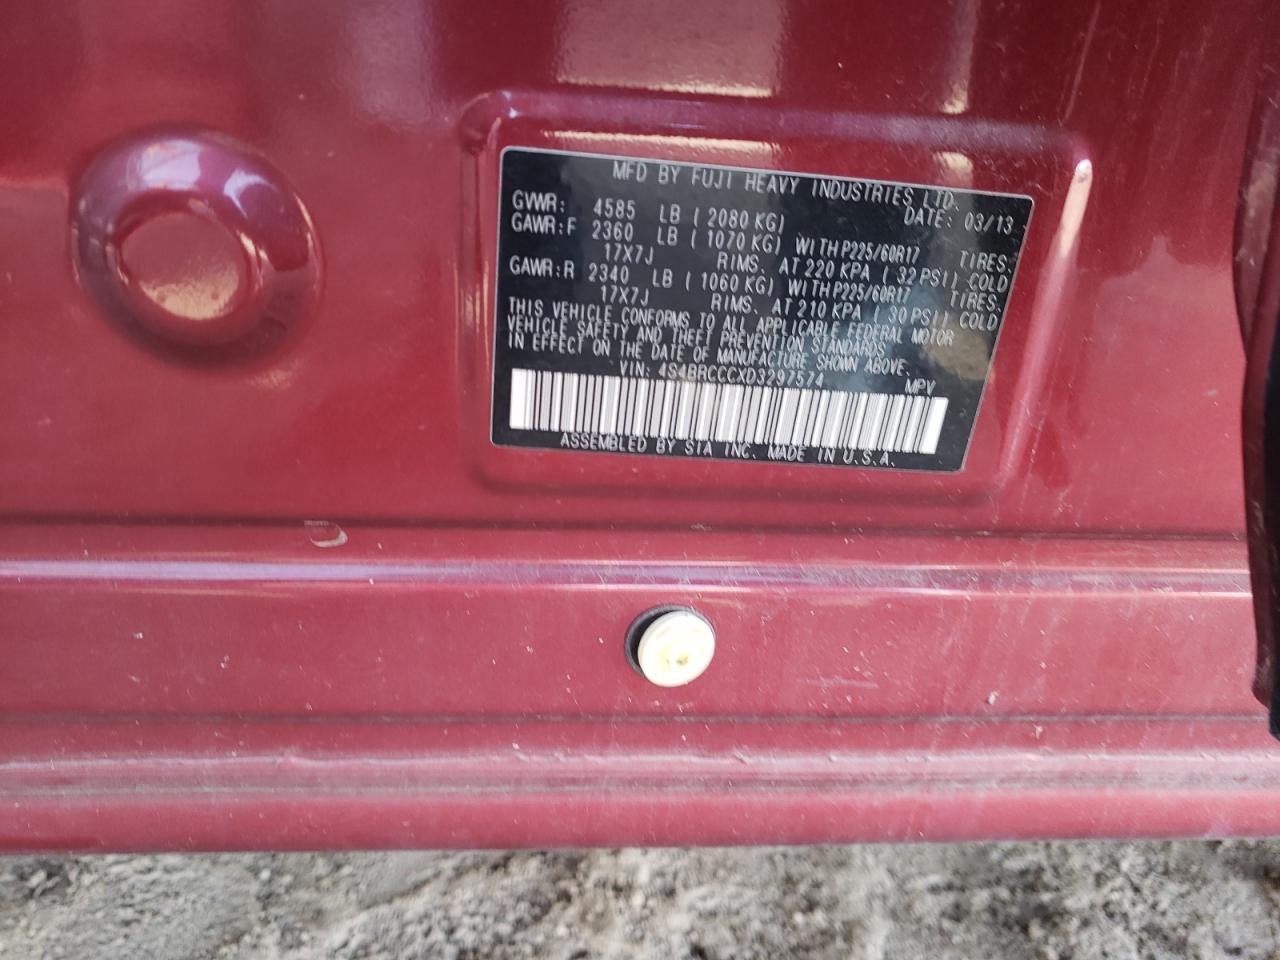 MFD BY FUJI HEAVY INDUSTRIES LTD.
DATE: 03/13
GVWR: 4585 LB (2080 KG)
GAWR:F 2360 LB (1070 KG) WITH P225/60R17 TIRES.
17X7J RIMS. AT 220 KPA (32 PSI) COLD
GAWR:R 2340 LB (1060 KG) WITH P225/60R17 TIRES.
17X7J RIMS. AT 210 KPA (30 PSI) COLD
THIS VEHICLE CONFORMS TO ALL APPLICABLE FEDERAL MOTOR
VEHICLE SAFETY AND THEFT PREVENTION STANDARDS
IN EFFECT ON THE DATE OF MANUFACTURE SHOWN ABOVE.
VIN: 4S4BRCCCXD3297574 MPV
ASSEMBLED BY SIA INC. MADE IN U.S.A.